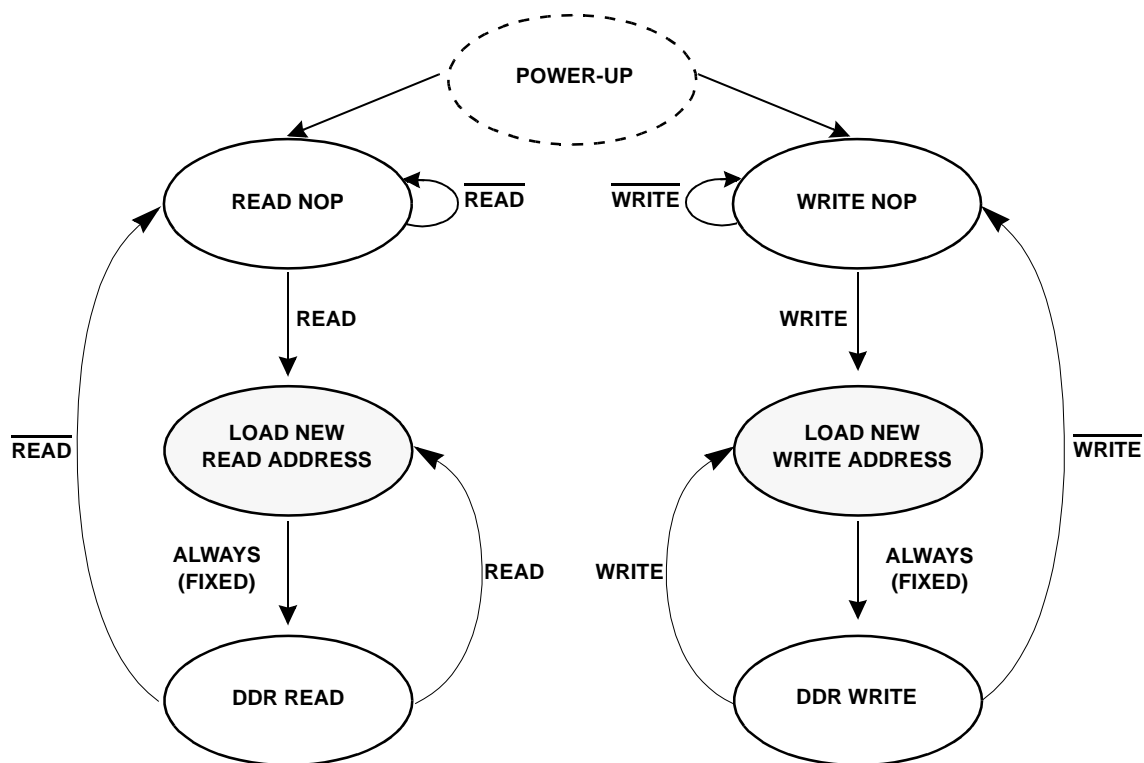 POWER-UP
READ NOP
READ
WRITE
WRITE NOP
READ
WRITE
READ
LOAD NEW
READ ADDRESS
LOAD NEW
WRITE ADDRESS
WRITE
ALWAYS
(FIXED)
READ
WRITE
ALWAYS
(FIXED)
DDR READ
DDR WRITE